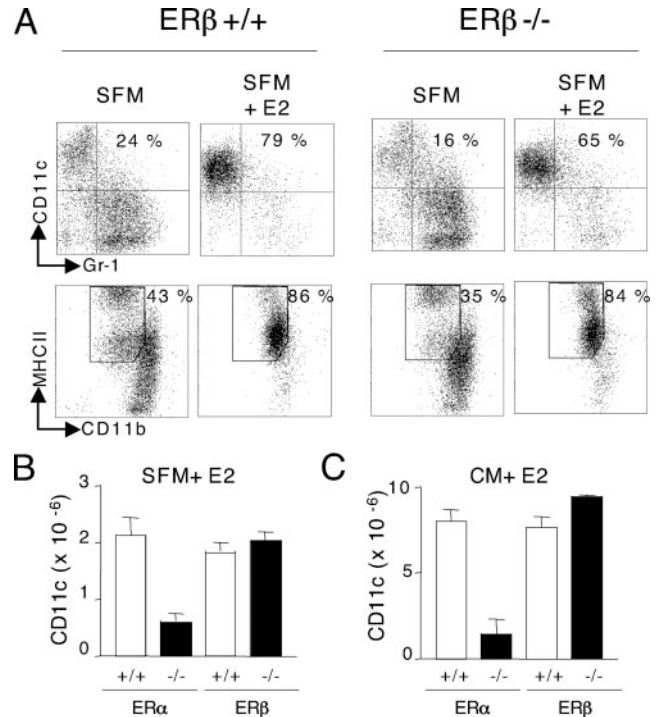 A
ERβ +/+
ERβ -/-
SFM
SFM
+ E2
SFM
SFM
+ E2
24 %
79 %
16 %
65 %
CD11c
Gr-1
43 %
86 %
35 %
84 %
MHCII
CD11b
B
SFM+ E2
CD11c (x 10 -6)
3
2
1
0
+/+
-/-
+/+
-/-
ERα
ERβ
C
CM+ E2
CD11c (x 10 -6)
10
5
0
+/+
-/-
+/+
-/-
ERα
ERβ